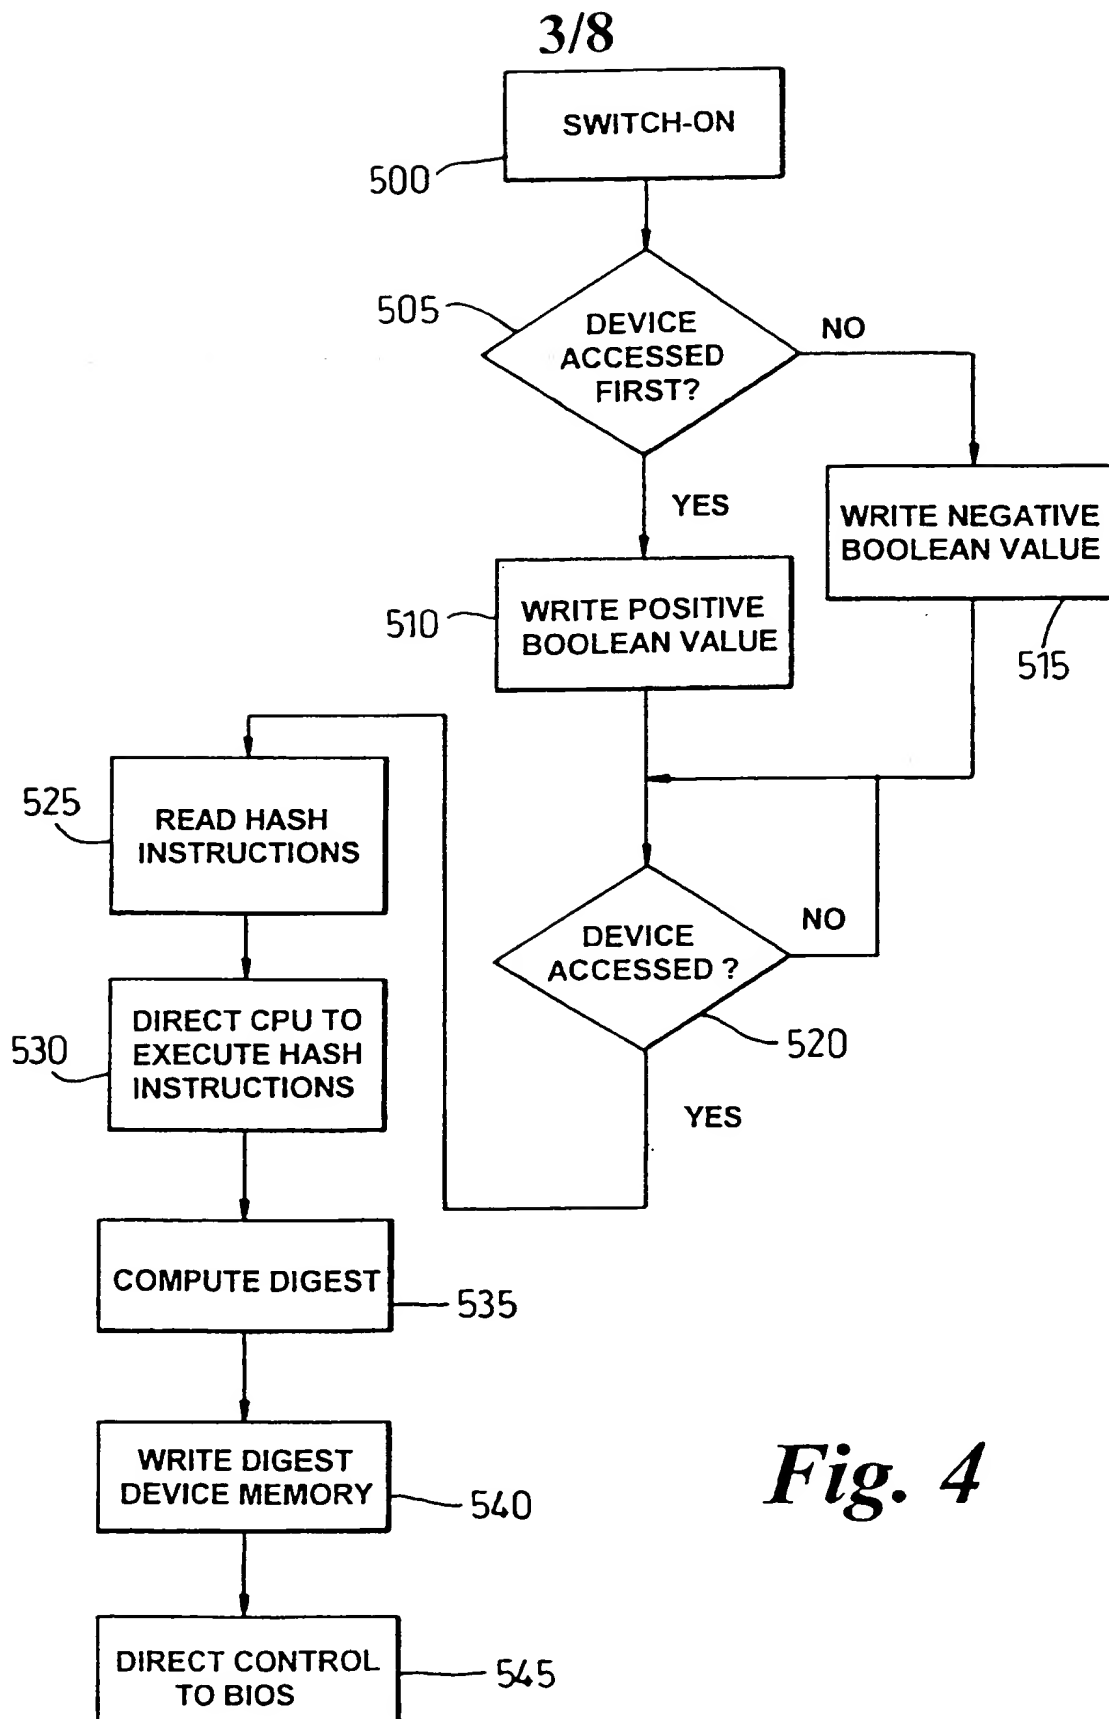 3/8
SWITCH-ON
500
505
DEVICE
ACCESSED
FIRST?
NO
YES
WRITE NEGATIVE
BOOLEAN VALUE
515
510
WRITE POSITIVE
BOOLEAN VALUE
525
READ HASH
INSTRUCTIONS
DEVICE
ACCESSED ?
NO
520
YES
530
DIRECT CPU TO
EXECUTE HASH
INSTRUCTIONS
COMPUTE DIGEST
535
WRITE DIGEST
DEVICE MEMORY
540
DIRECT CONTROL
TO BIOS
545
Fig. 4